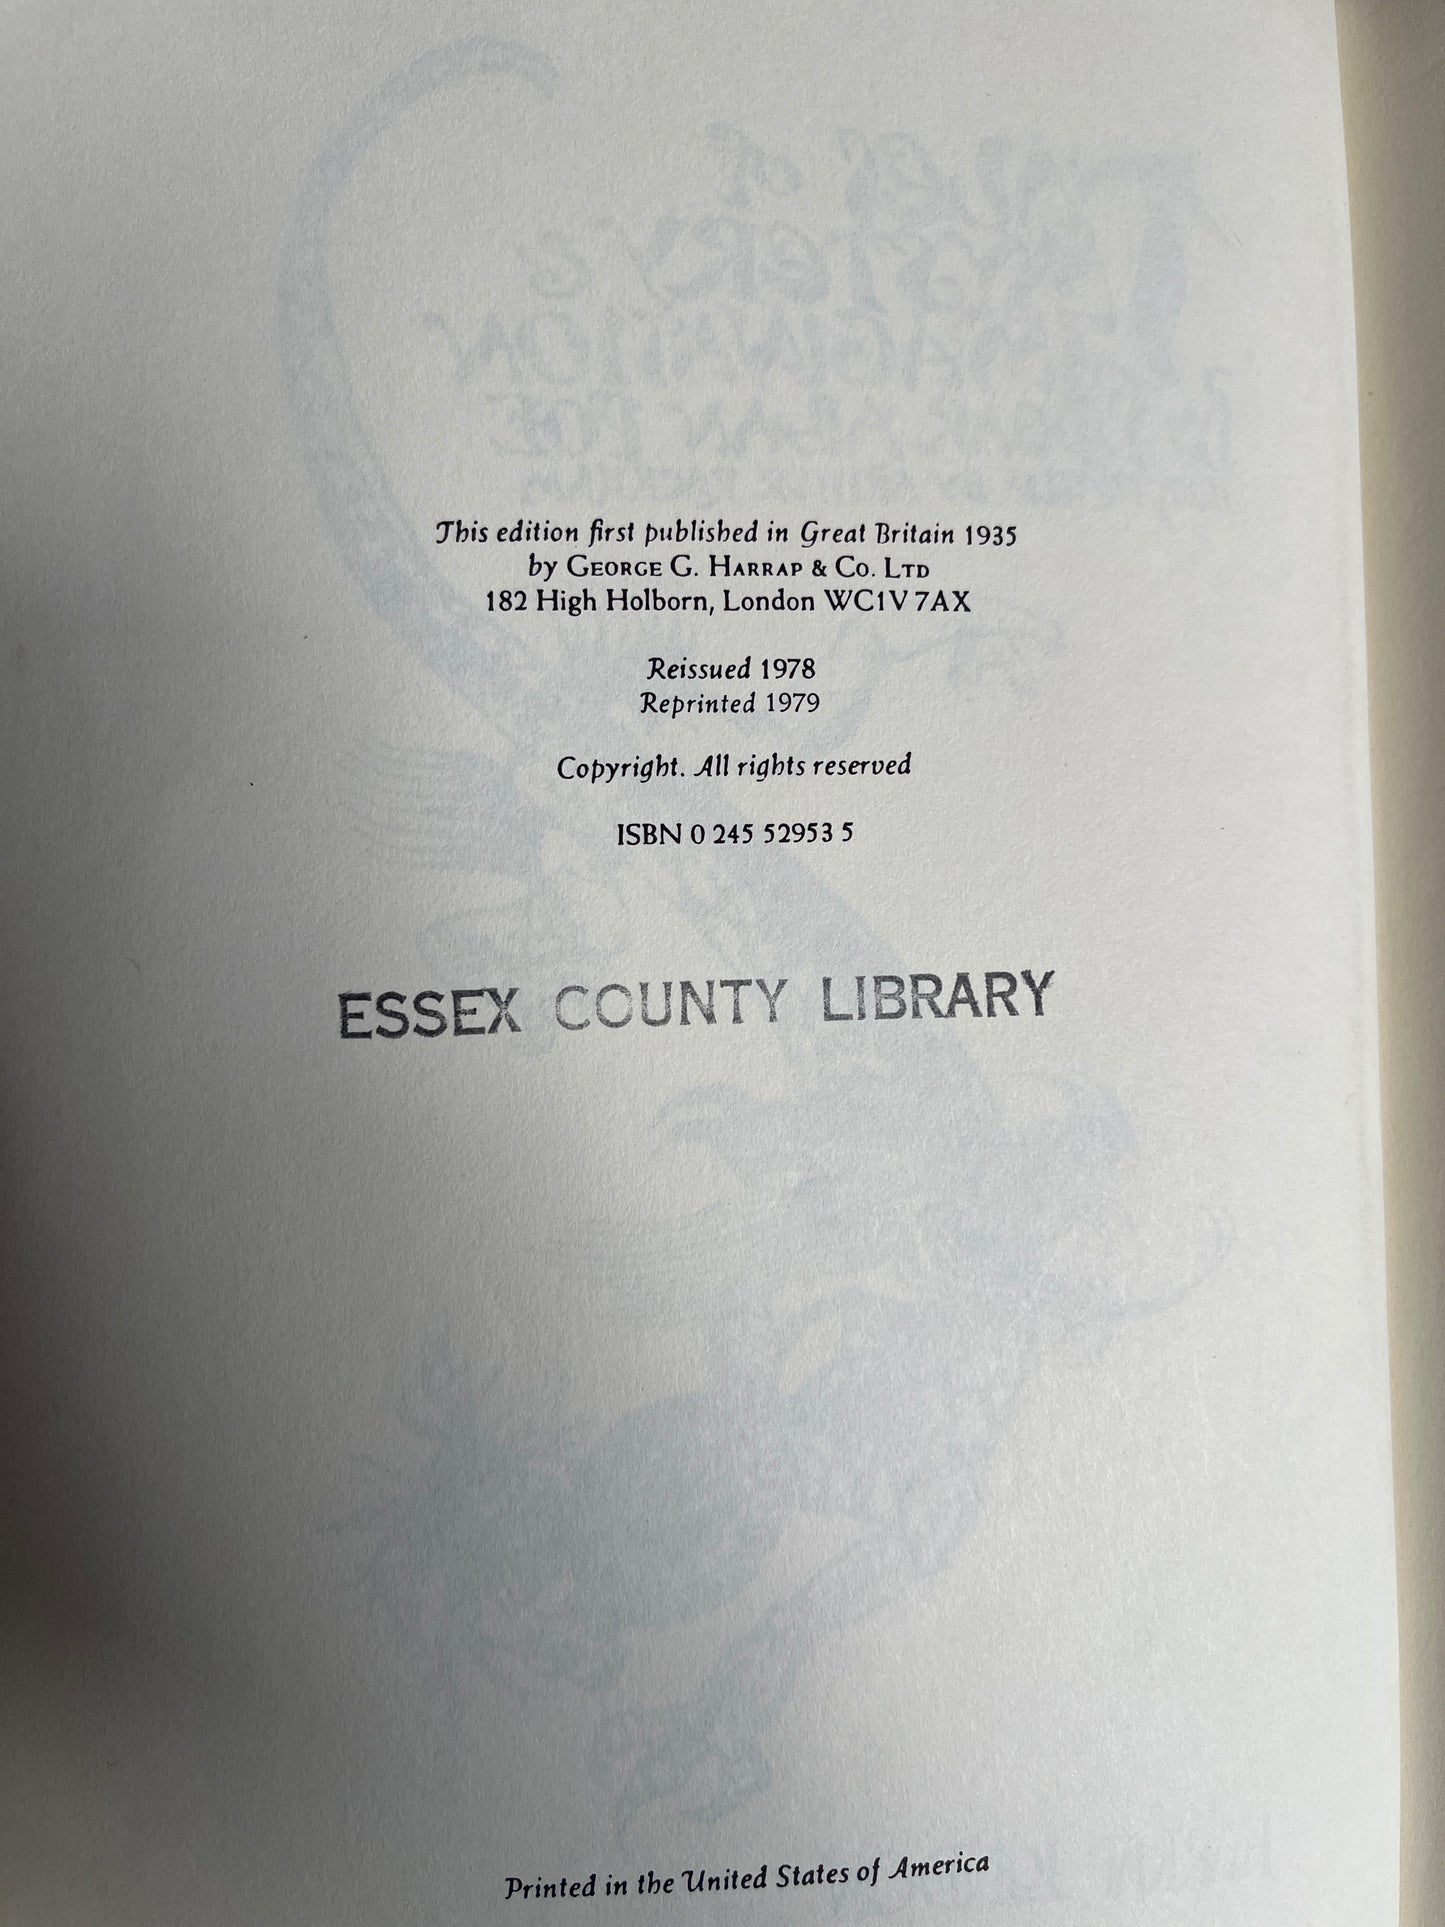 This edition first published in Great Britain 1935
by GEORGE G. HARRAP & CO. LTD
182 High Holborn, London WC1V 7AX
Reissued 1978
Reprinted 1979
Copyright. All rights reserved
ISBN 0 245 52953 5
ESSEX COUNTY LIBRARY
Printed in the United States of America